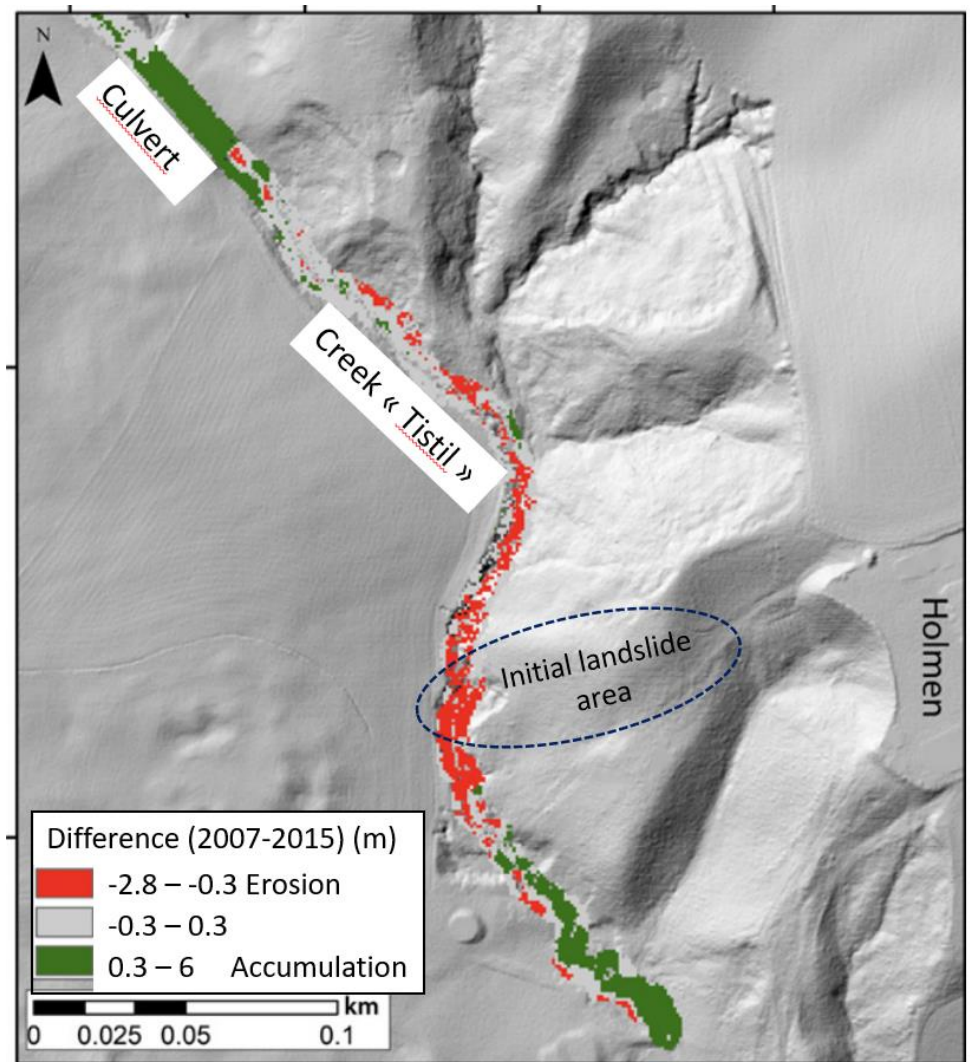 N
Culvert
Creek « Tistil »
Initial landslide
area
Holmen
Difference (2007-2015) (m)
-2.8 – -0.3 Erosion
-0.3 – 0.3
0.3 – 6 Accumulation
km
0 0.025 0.05 0.1